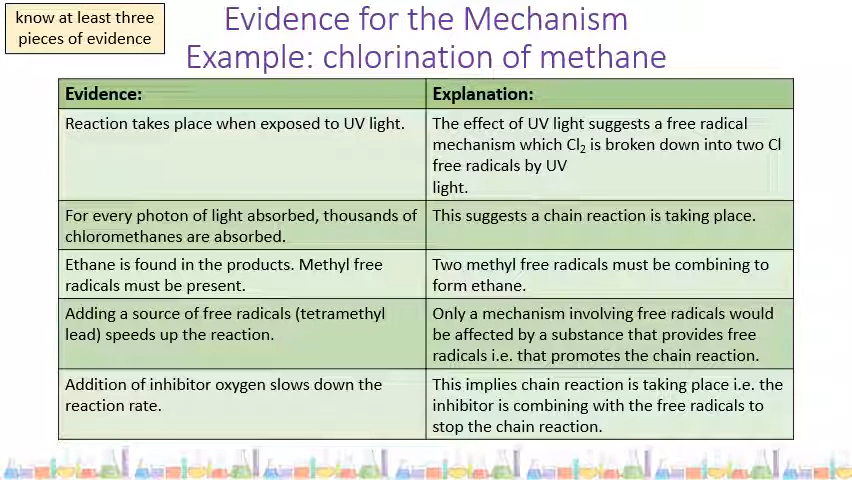 know at least three
pieces of evidence
Evidence for the Mechanism
Example: chlorination of methane
Evidence:
Explanation:
Reaction takes place when exposed to UV light.
The effect of UV light suggests a free radical
mechanism which Cl₂ is broken down into two Cl
free radicals by UV
light.
For every photon of light absorbed, thousands of
chloromethanes are absorbed.
This suggests a chain reaction is taking place.
Ethane is found in the products. Methyl free
radicals must be present.
Two methyl free radicals must be combining to
form ethane.
Adding a source of free radicals (tetramethyl
lead) speeds up the reaction.
Only a mechanism involving free radicals would
be affected by a substance that provides free
radicals i.e. that promotes the chain reaction.
Addition of inhibitor oxygen slows down the
reaction rate.
This implies chain reaction is taking place i.e. the
inhibitor is combining with the free radicals to
stop the chain reaction.